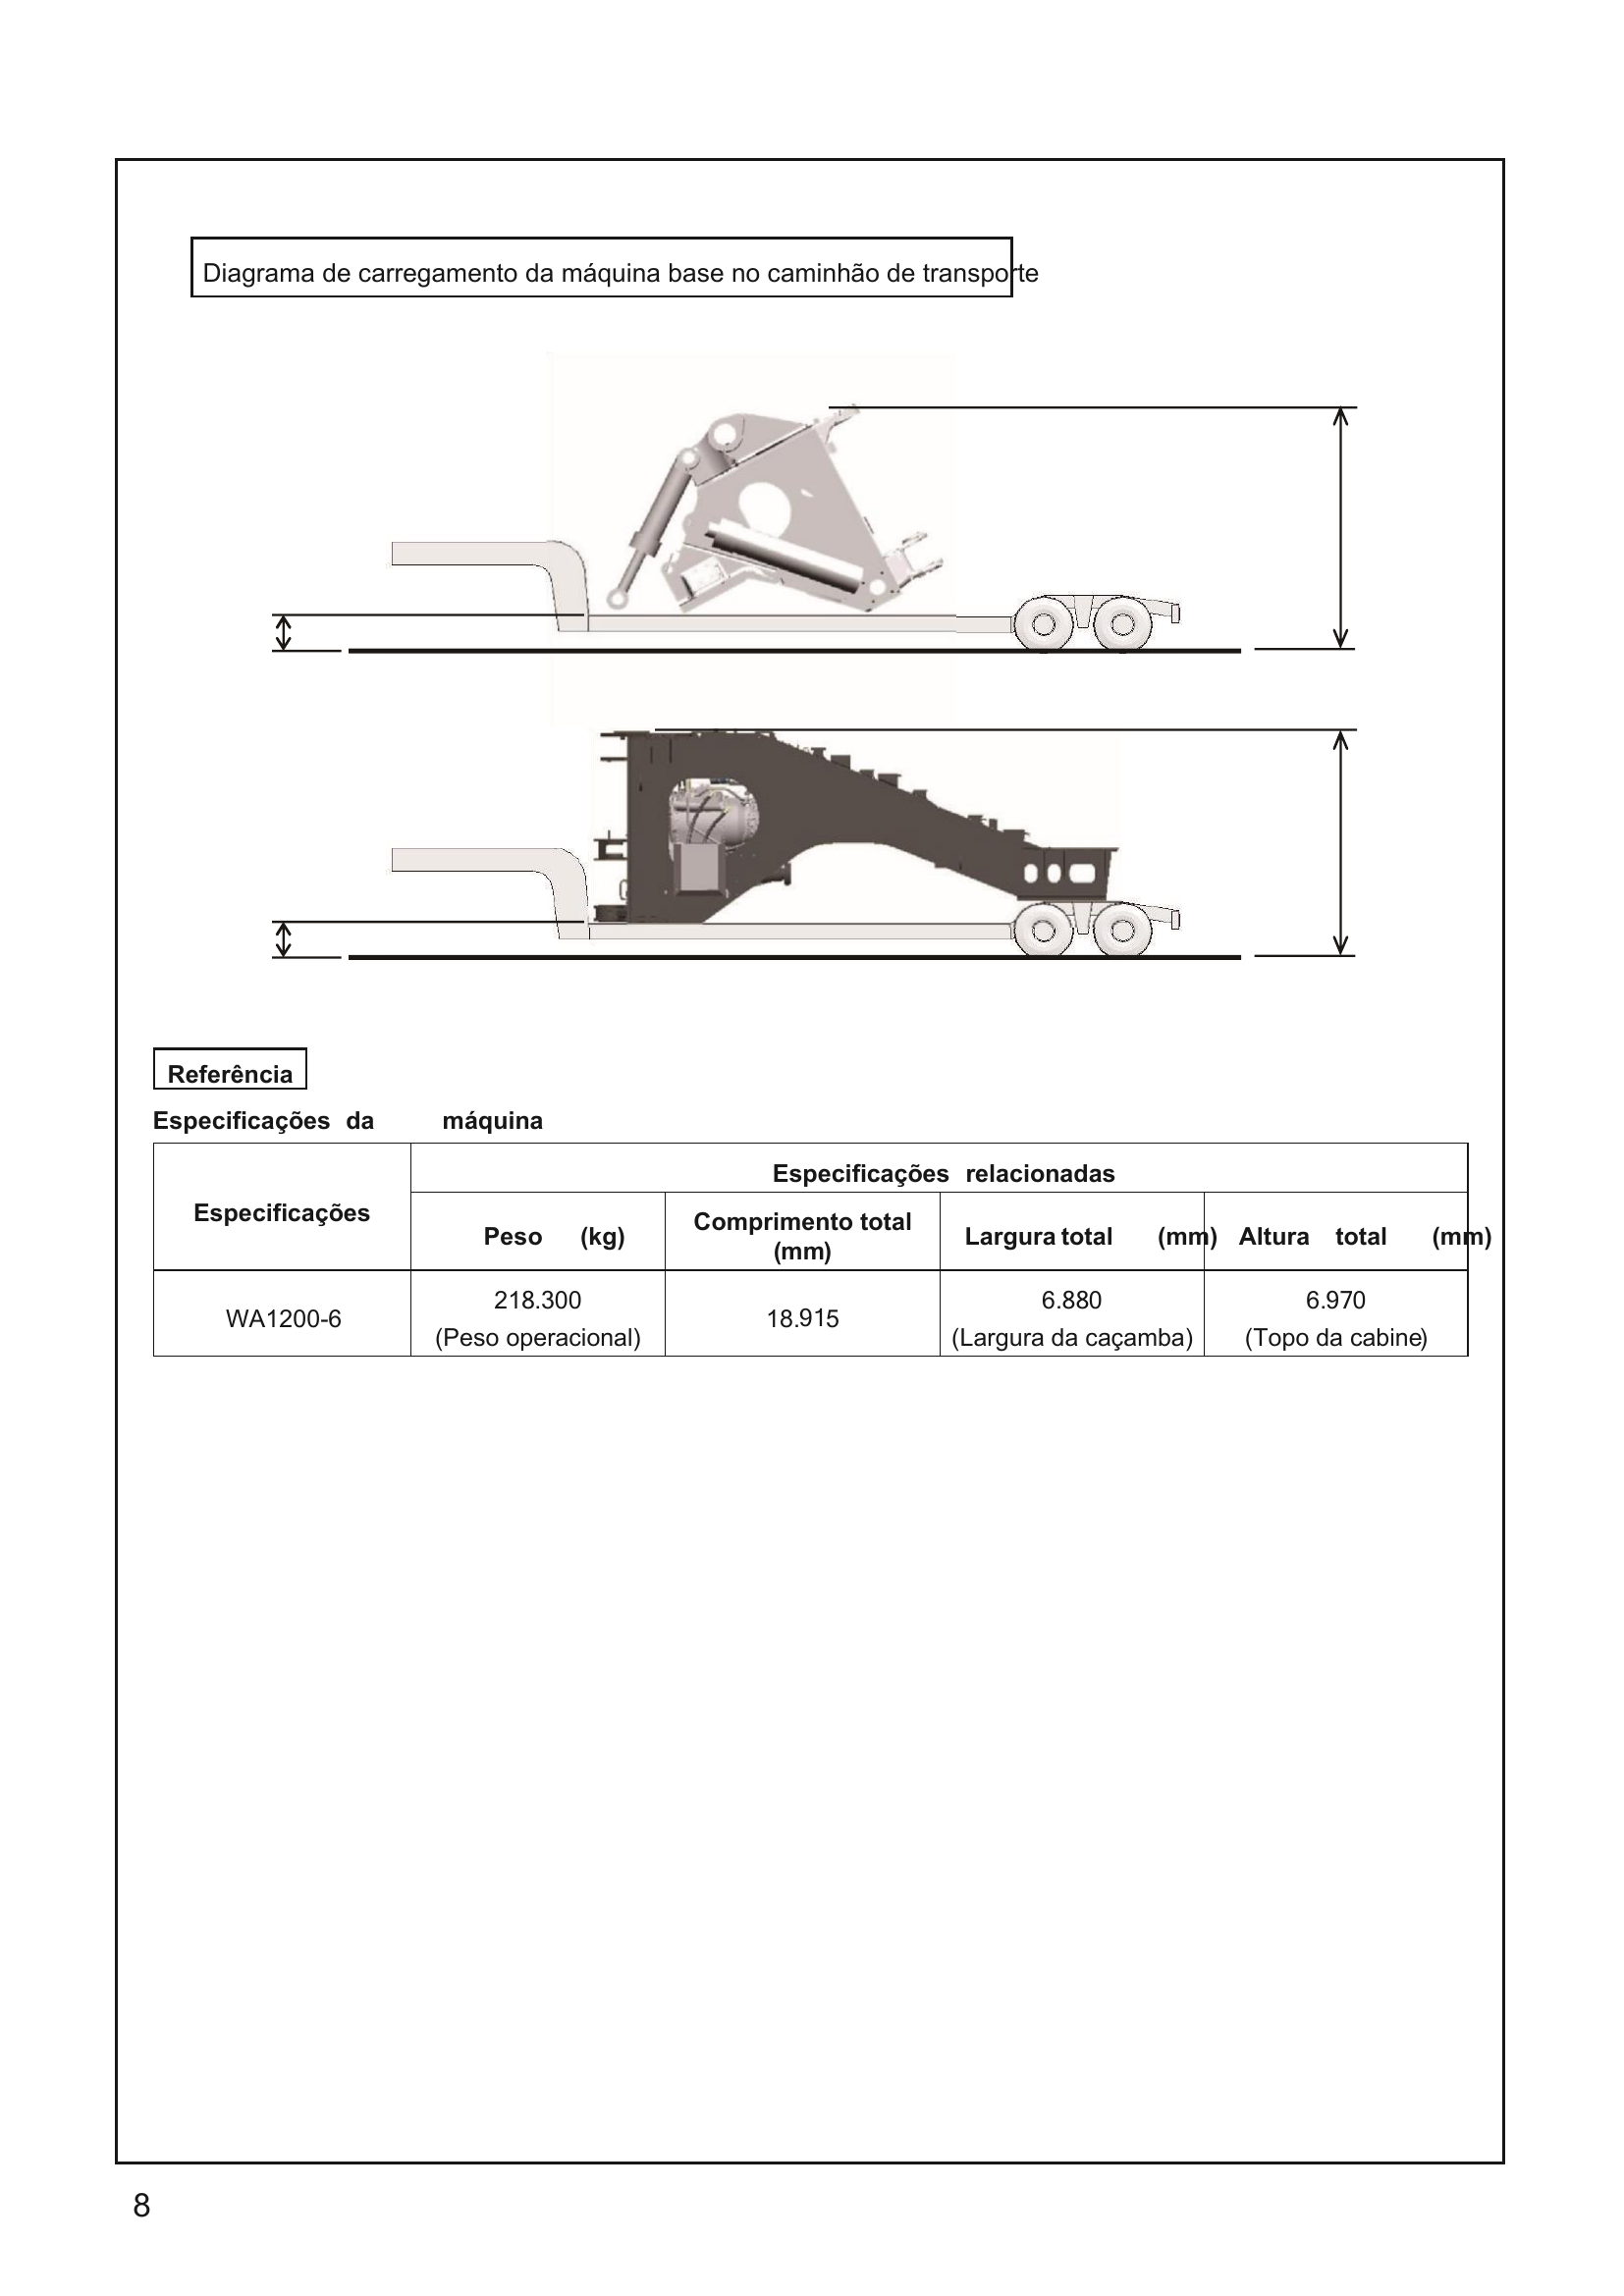 Diagrama de carregamento da máquina base no caminhão de transporte
Referência
Especificações da máquina
Especificações
Especificações relacionadas
Peso (kg)
Comprimento total
(mm)
Largura total (mm)
Altura total (mm)
WA1200-6
218.300
(Peso operacional)
18.915
6.880
(Largura da caçamba)
6.970
(Topo da cabine)
8